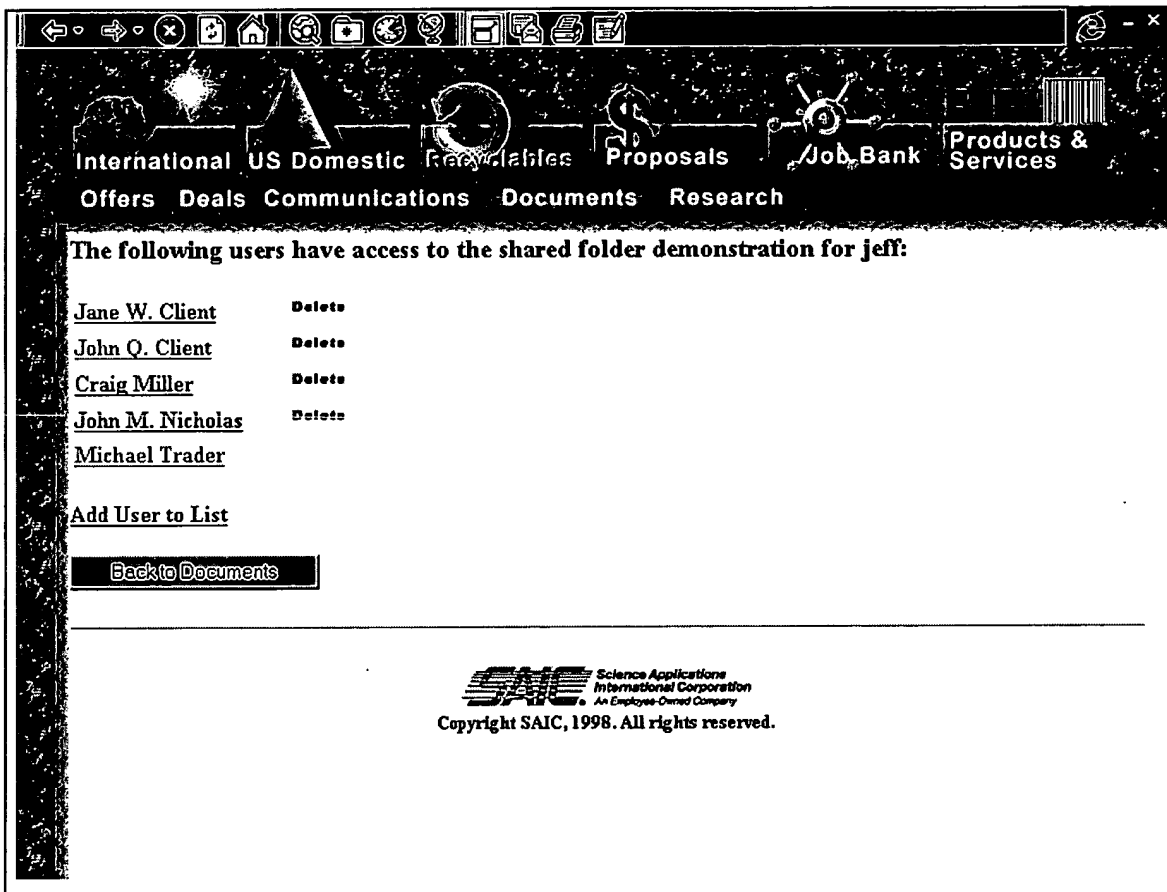 International US Domestic Recyclables Proposals Job Bank Products & Services
Offers Deals Communications Documents Research
The following users have access to the shared folder demonstration for jeff:
Jane W. Client Delete
John Q. Client Delete
Craig Miller Delete
John M. Nicholas Delete
Michael Trader
Add User to List
Back to Documents
SAIC. Science Applications
International Corporation
An Employee-Owned Company
Copyright SAIC, 1998. All rights reserved.